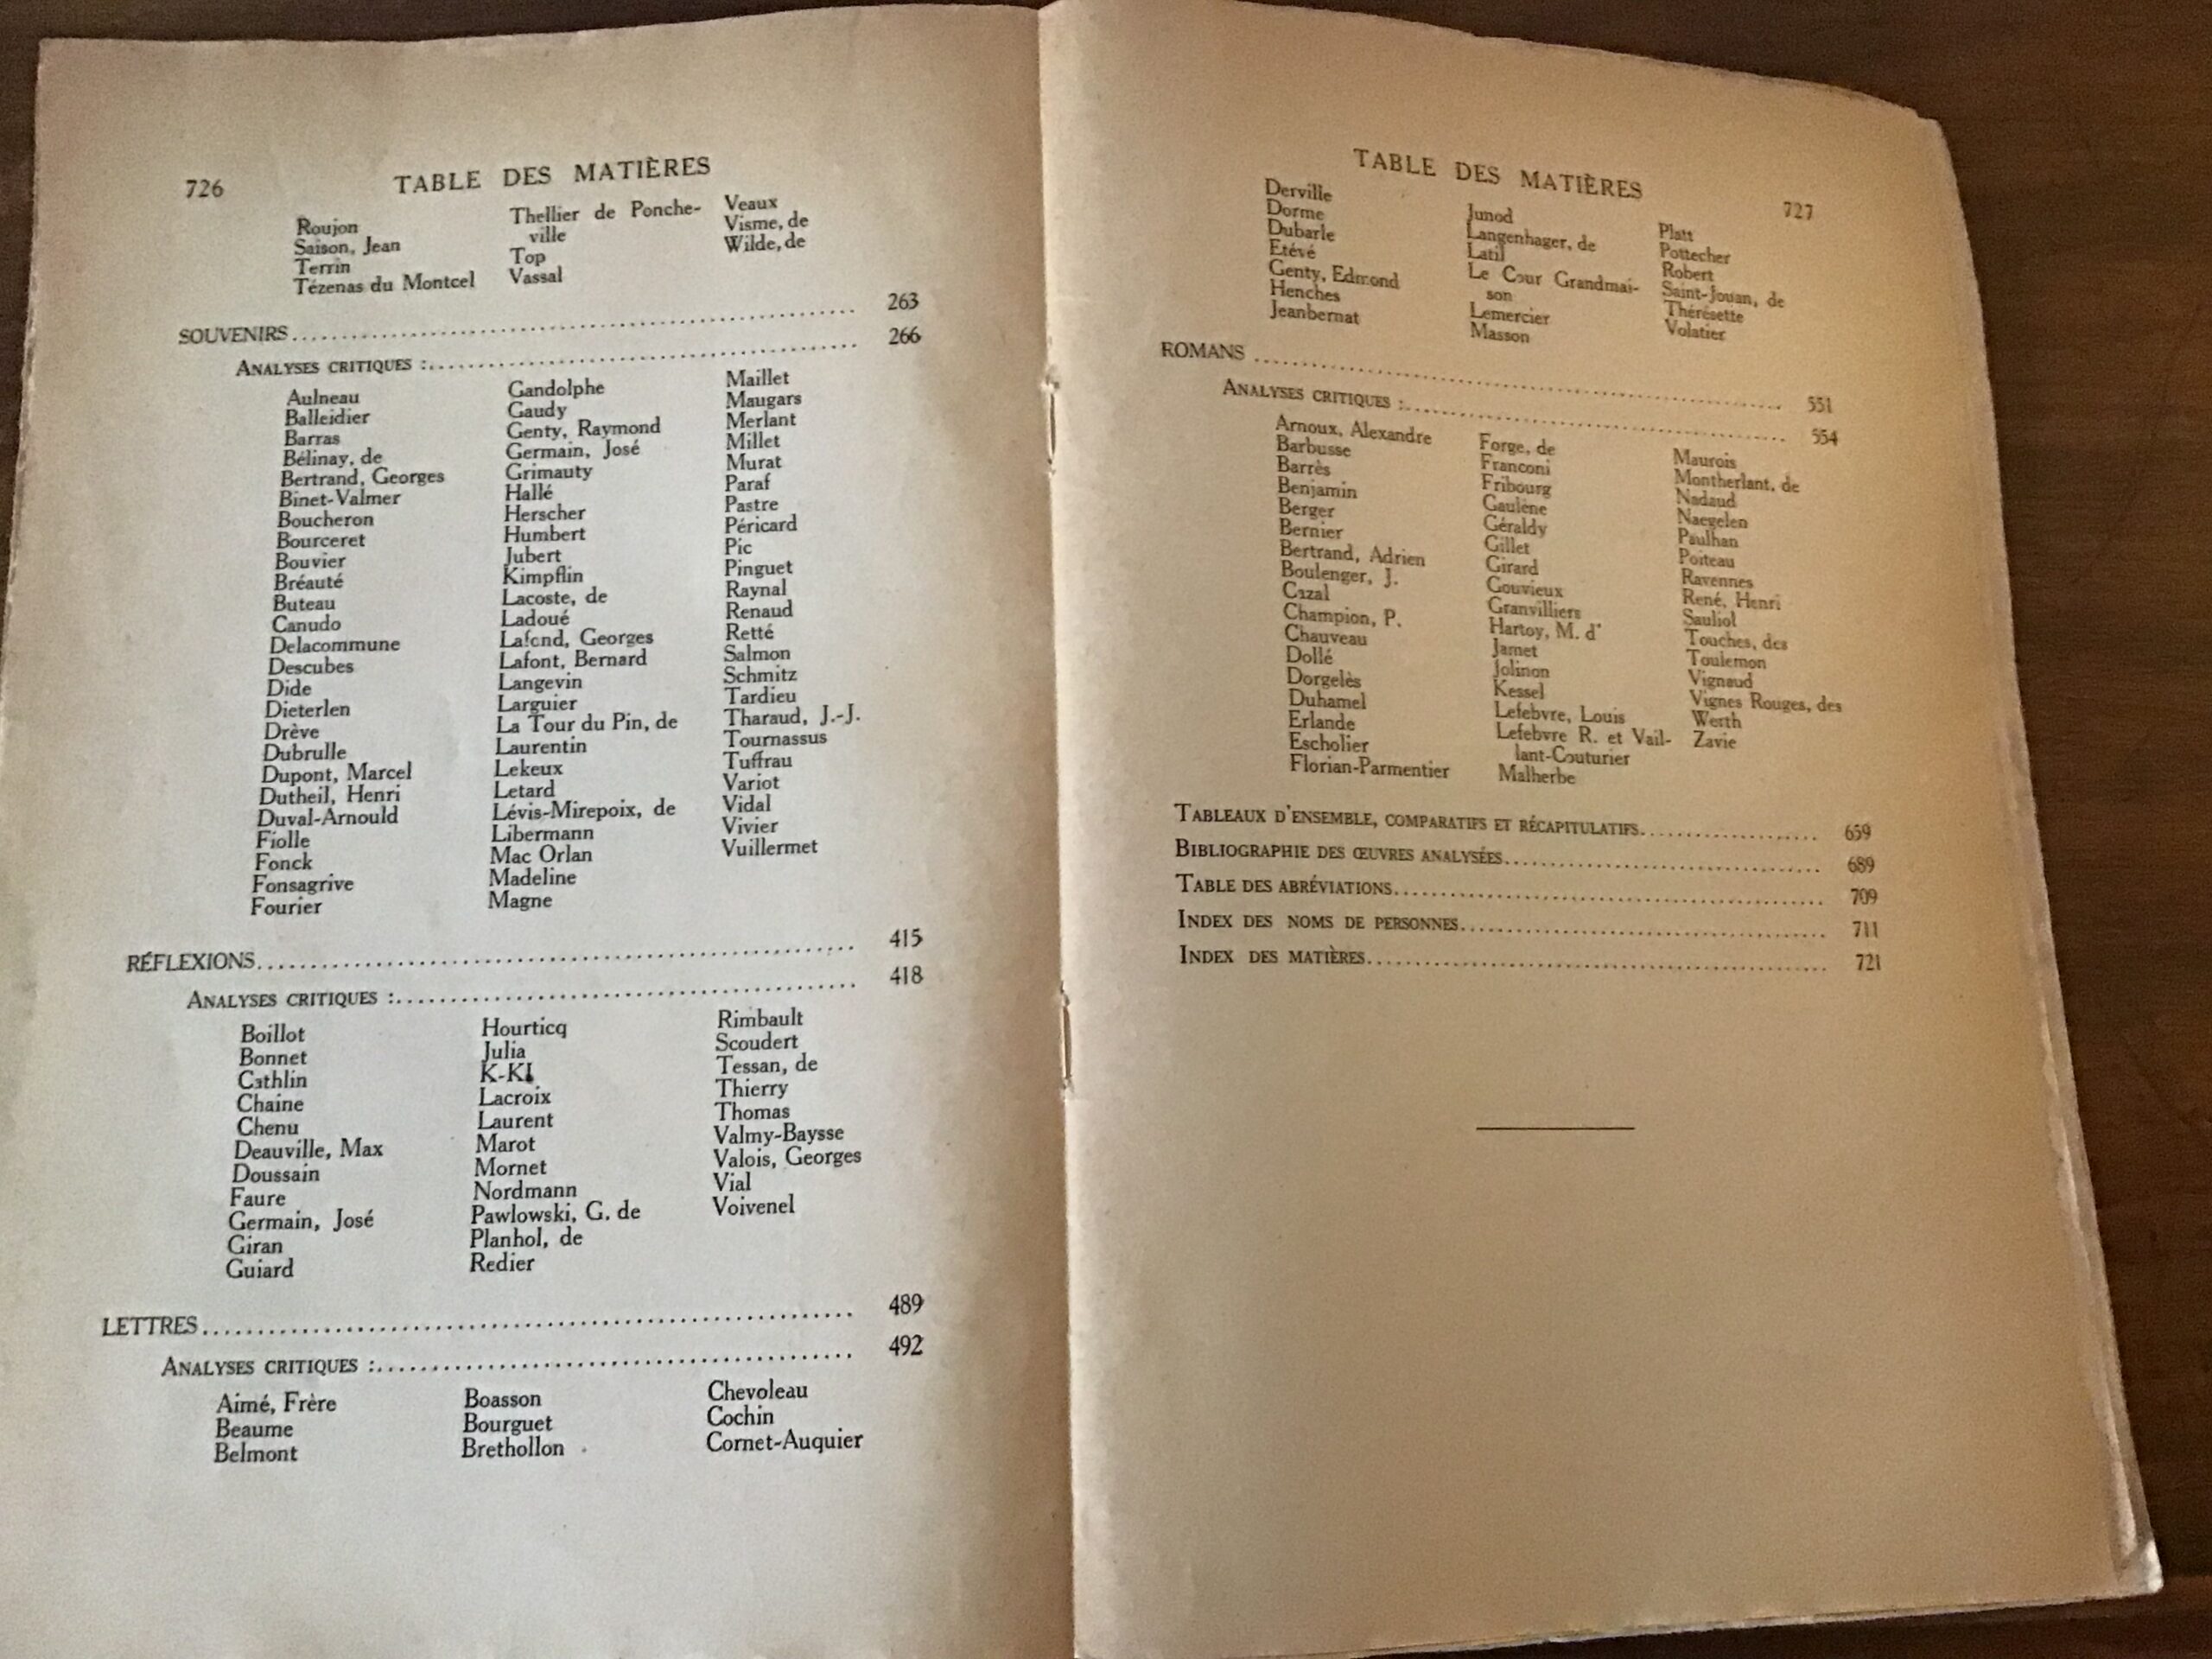 726 TABLE DES MATIÈRES
Roujon
Saison, Jean
Terrin
Tézenas du Montcel
Thellier de Ponche-
ville
Top
Vassal
Veaux
Visme, de
Wilde, de
SOUVENIRS.......... 263
ANALYSES CRITIQUES :.......... 266
Aulneau
Balleidier
Barras
Bélinay, de
Bertrand, Georges
Binet-Valmer
Boucheron
Bourceret
Bouvier
Bréauté
Buteau
Canudo
Delacommune
Descubes
Dide
Dieterlen
Drève
Dubrulle
Dupont, Marcel
Dutheil, Henri
Duval-Arnould
Fiolle
Fonck
Fonsagrive
Fourier
Gandolphe
Gaudy
Genty, Raymond
Germain, José
Grimauty
Hallé
Herscher
Humbert
Jubert
Kimpflin
Lacoste, de
Ladoué
Lafond, Georges
Lafont, Bernard
Langevin
Larguier
La Tour du Pin, de
Laurentin
Lekeux
Letard
Lévis-Mirepoix, de
Libermann
Mac Orlan
Madeline
Magne
Maillet
Maugars
Merlant
Millet
Murat
Paraf
Pastre
Péricard
Pic
Pinguet
Raynal
Renaud
Retté
Salmon
Schmitz
Tardieu
Tharaud, J.-J.
Tournassus
Tuffrau
Variot
Vidal
Vivier
Vuillermet
RÉFLEXIONS.......... 415
ANALYSES CRITIQUES :.......... 418
Boillot
Bonnet
Cathlin
Chaine
Chenu
Deauville, Max
Doussain
Faure
Germain, José
Giran
Guiard
Hourticq
Julia
K-KI
Lacroix
Laurent
Marot
Mornet
Nordmann
Pawlowski, G. de
Planhol, de
Redier
Rimbault
Scoudert
Tessan, de
Thierry
Thomas
Valmy-Baysse
Valois, Georges
Vial
Voivenel
LETTRES.......... 489
ANALYSES CRITIQUES :.......... 492
Aimé, Frère
Beaume
Belmont
Boasson
Bourguet
Brethollon
Chevoleau
Cochin
Cornet-Auquier
TABLE DES MATIÈRES 727
Derville
Dorme
Dubarle
Etévé
Genty, Edmond
Henches
Jeanbernat
Junod
Langenhager, de
Latil
Le Cour Grandmai-
son
Lemercier
Masson
Platt
Pottecher
Robert
Saint-Jouan, de
Thérésette
Volatier
ROMANS .......... 551
ANALYSES CRITIQUES :.......... 554
Arnoux, Alexandre
Barbusse
Barrès
Benjamin
Berger
Bernier
Bertrand, Adrien
Boulenger, J.
Cazal
Champion, P.
Chauveau
Dollé
Dorgelès
Duhamel
Erlande
Escholier
Florian-Parmentier
Forge, de
Franconi
Fribourg
Gaulène
Géraldy
Gillet
Girard
Gouvieux
Granvilliers
Hartoy, M. d'
Jamet
Jolinon
Kessel
Lefebvre, Louis
Lefebvre R. et Vail-
lant-Couturier
Malherbe
Maurois
Montherlant, de
Nadaud
Naegelen
Paulhan
Poiteau
Ravennes
René, Henri
Sauliol
Touches, des
Toulemon
Vignaud
Vignes Rouges, des
Werth
Zavie
TABLEAUX D'ENSEMBLE, COMPARATIFS ET RÉCAPITULATIFS.......... 659
BIBLIOGRAPHIE DES ŒUVRES ANALYSÉES.......... 689
TABLE DES ABRÉVIATIONS.......... 709
INDEX DES NOMS DE PERSONNES.......... 711
INDEX DES MATIÈRES.......... 721